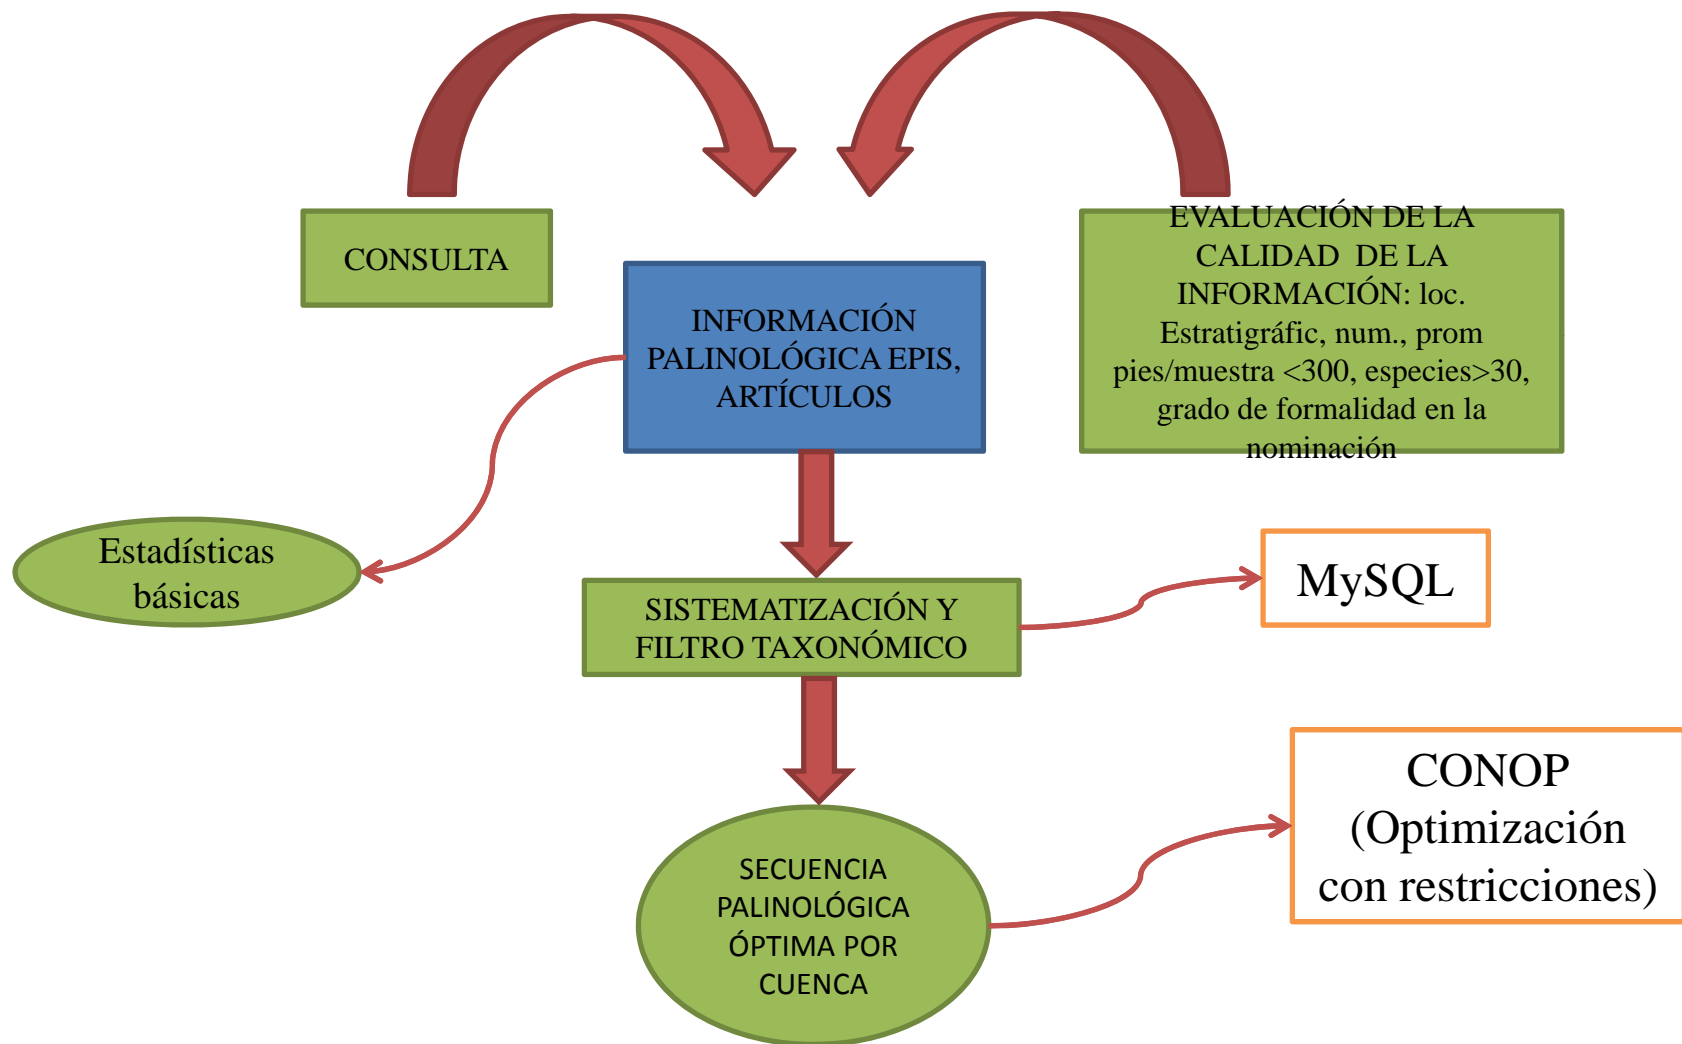 CONSULTA
EVALUACIÓN DE LA
CALIDAD  DE LA
INFORMACIÓN: loc.
Estratigráfic, num., prom
pies/muestra <300, especies>30,
grado de formalidad en la
nominación
INFORMACIÓN
PALINOLÓGICA EPIS,
ARTÍCULOS
Estadísticas
básicas
MySQL
SISTEMATIZACIÓN Y
FILTRO TAXONÓMICO
CONOP
(Optimización
con restricciones)
SECUENCIA
PALINOLÓGICA
ÓPTIMA POR
CUENCA